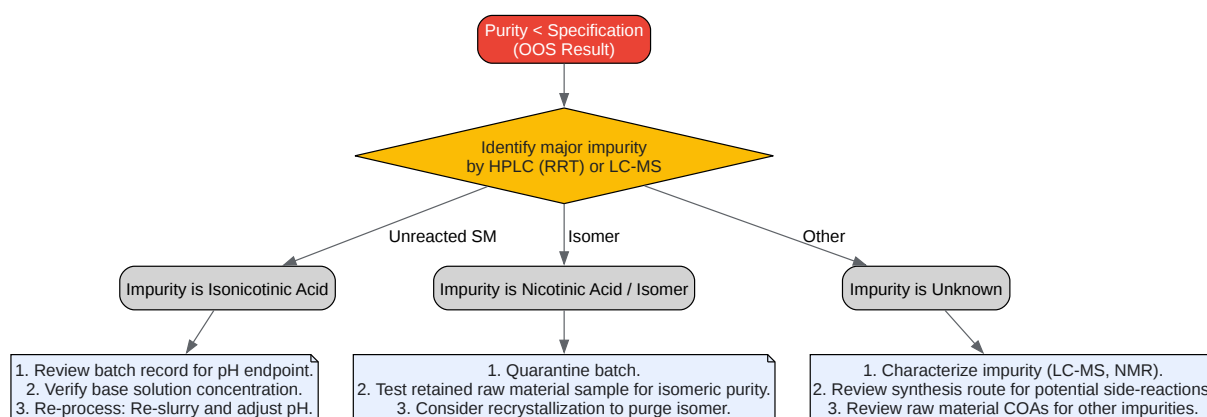 Purity < Specification
(OOS Result)
Identify major impurity
by HPLC (RRT) or LC-MS
Unreacted SM
Isomer
Other
Impurity is Isonicotinic Acid
Impurity is Nicotinic Acid / Isomer
Impurity is Unknown
1. Review batch record for pH endpoint.
2. Verify base solution concentration.
3. Re-process: Re-slurry and adjust pH.
1. Quarantine batch.
2. Test retained raw material sample for isomeric purity.
3. Consider recrystallization to purge isomer.
1. Characterize impurity (LC-MS, NMR).
2. Review synthesis route for potential side-reactions
3. Review raw material COAs for other impurities.